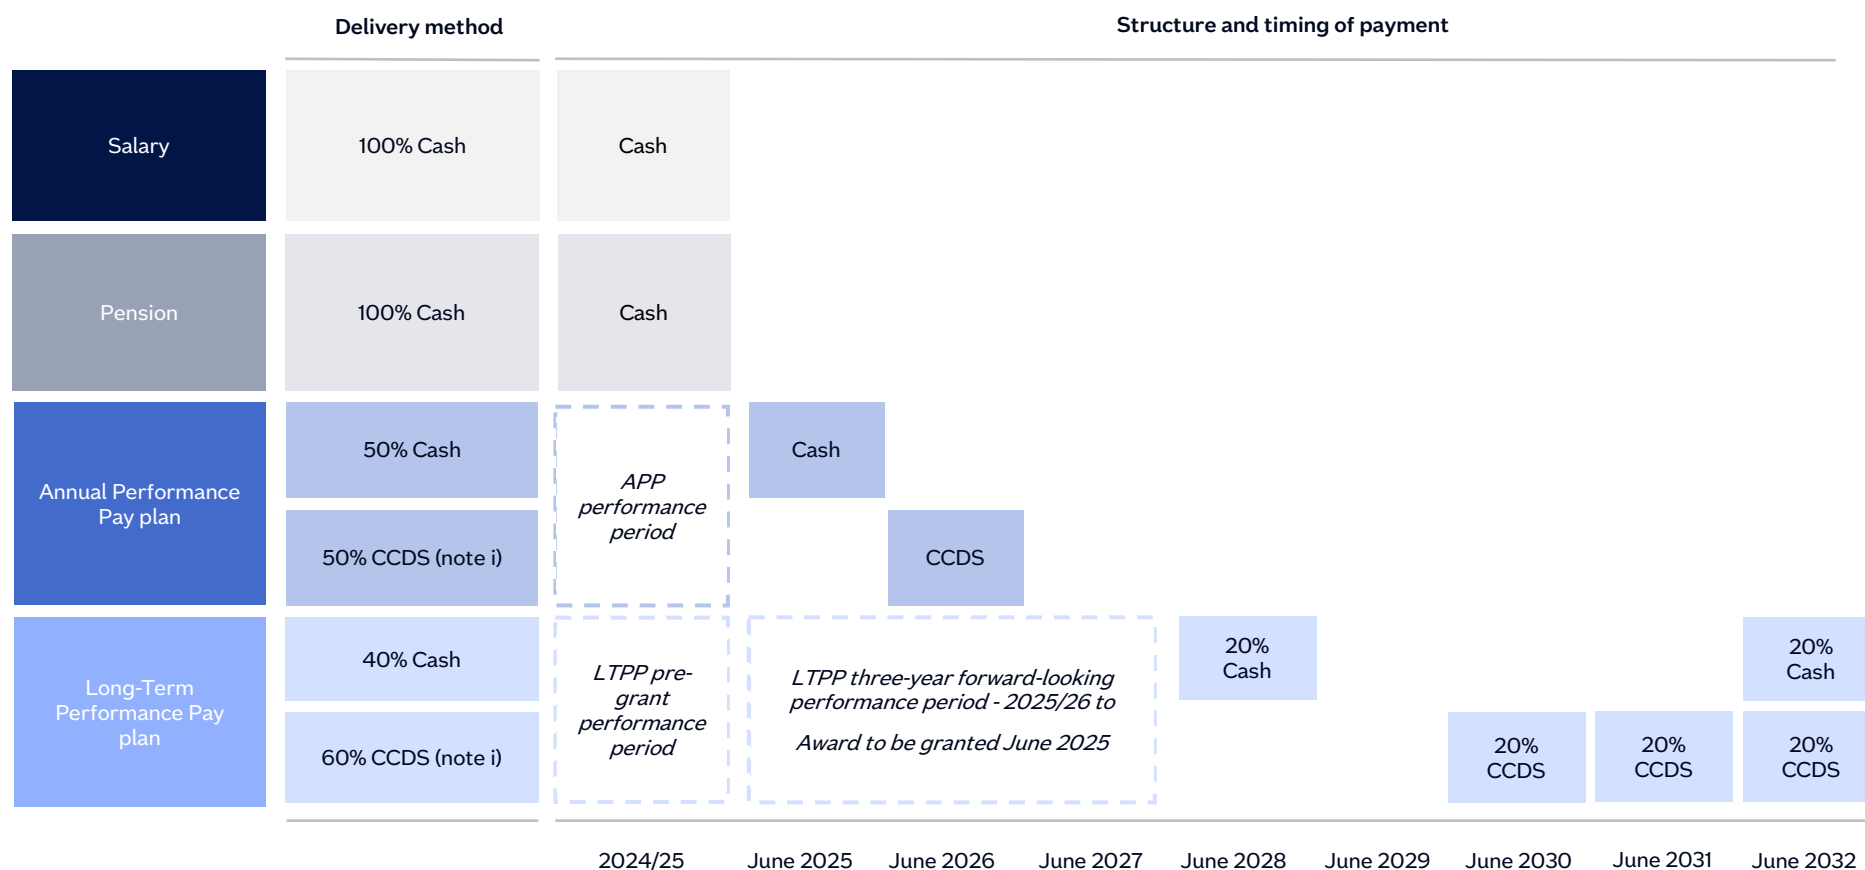 Delivery method
Structure and timing of payment
Salary
100% Cash
Cash
Pension
100% Cash
Cash
Annual Performance
Pay plan
50% Cash
50% CCDS (note i)
APP
performance
period
Cash
CCDS
Long-Term
Performance Pay
plan
40% Cash
60% CCDS (note i)
LTPP pre-
grant
performance
period
LTPP three-year forward-looking
performance period - 2025/26 to
Award to be granted June 2025
20%
Cash
20%
CCDS
20%
CCDS
20%
Cash
20%
CCDS
2024/25
June 2025
June 2026
June 2027
June 2028
June 2029
June 2030
June 2031
June 2032